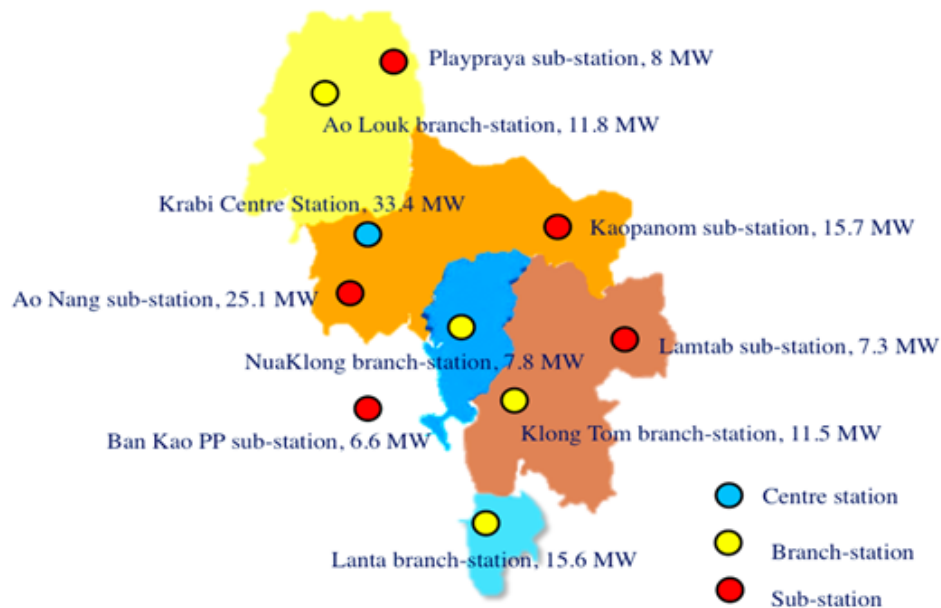 Playpraya sub-station, 8 MW
Ao Louk branch-station, 11.8 MW
Krabi Centre Station, 33.4 MW
Kaopanom sub-station, 15.7 MW
Ao Nang sub-station, 25.1 MW
Lamtab sub-station, 7.3 MW
NuaKlong branch-station, 7.8 MW
Ban Kao PP sub-station, 6.6 MW
Klong Tom branch-station, 11.5 MW
Centre station
Branch-station
Lanta branch-station, 15.6 MW
Sub-station